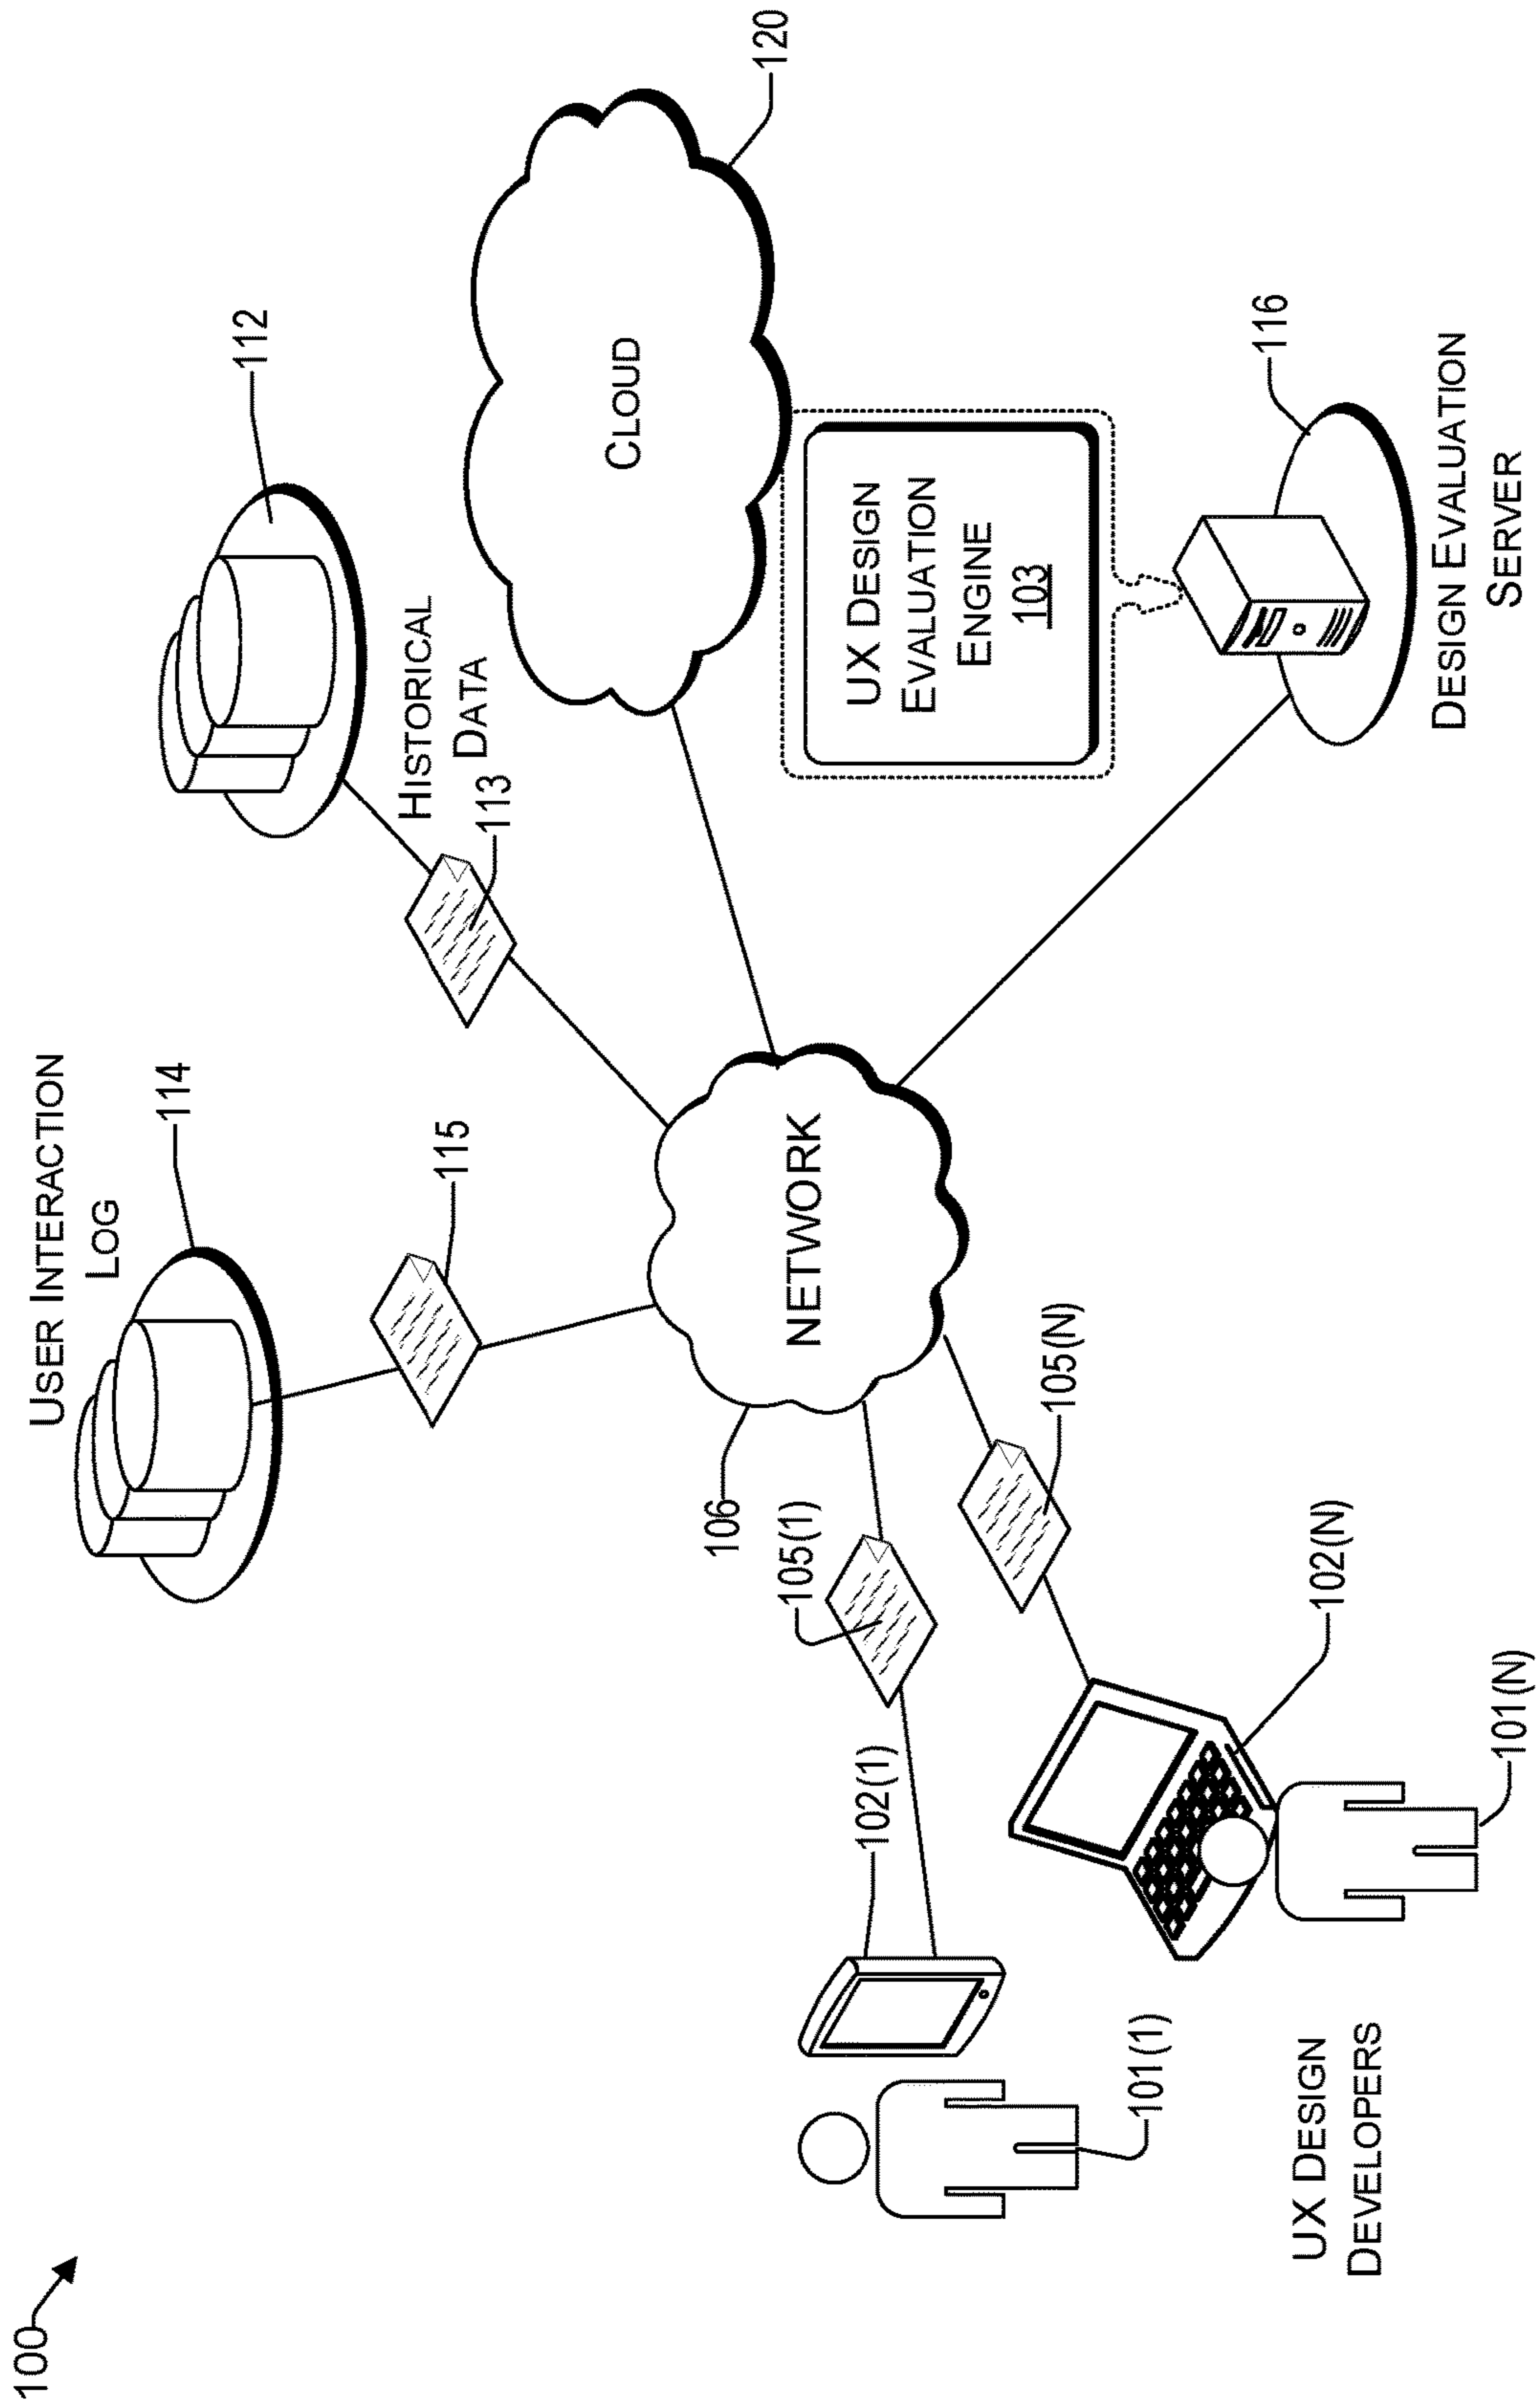 100
USER INTERACTION
LOG
114
115
112
HISTORICAL
DATA
113
CLOUD
120
NETWORK
106
UX DESIGN
EVALUATION
ENGINE
103
116
DESIGN EVALUATION
SERVER
105(1)
105(N)
102(1)
102(N)
101(1)
101(N)
UX DESIGN
DEVELOPERS